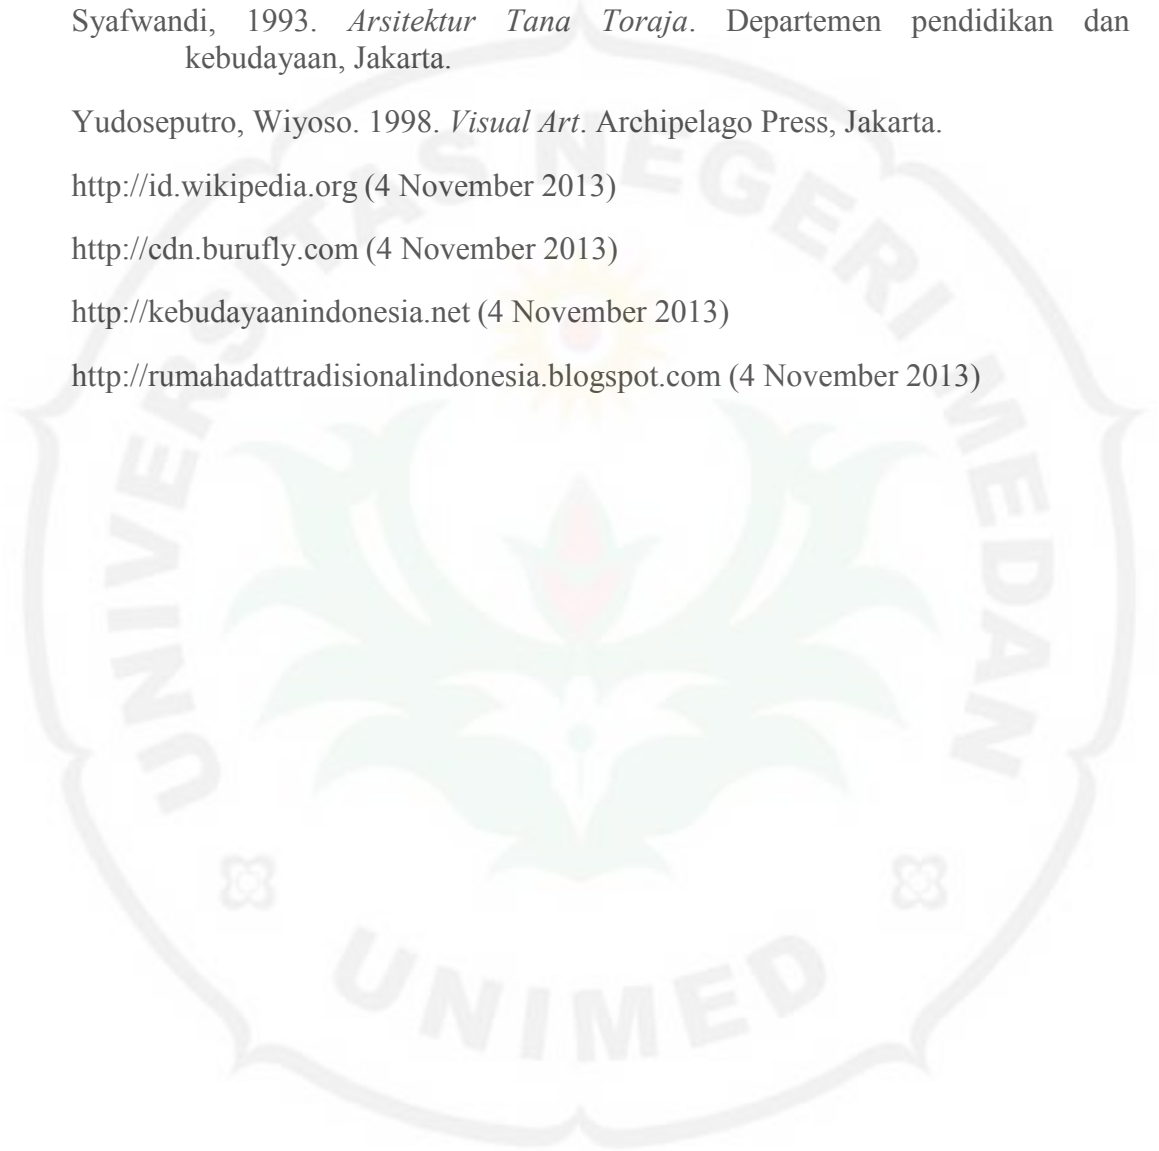 Syafwandi, 1993. Arsitektur Tana Toraja. Departemen pendidikan dan
kebudayaan, Jakarta.
Yudoseputro, Wiyoso. 1998. Visual Art. Archipelago Press, Jakarta.
http://id.wikipedia.org (4 November 2013)
http://cdn.burufly.com (4 November 2013)
http://kebudayaanindonesia.net (4 November 2013)
http://rumahadattradisionalindonesia.blogspot.com (4 November 2013)
UNIVERSITAS NEGERI MEDAN
UNIMED